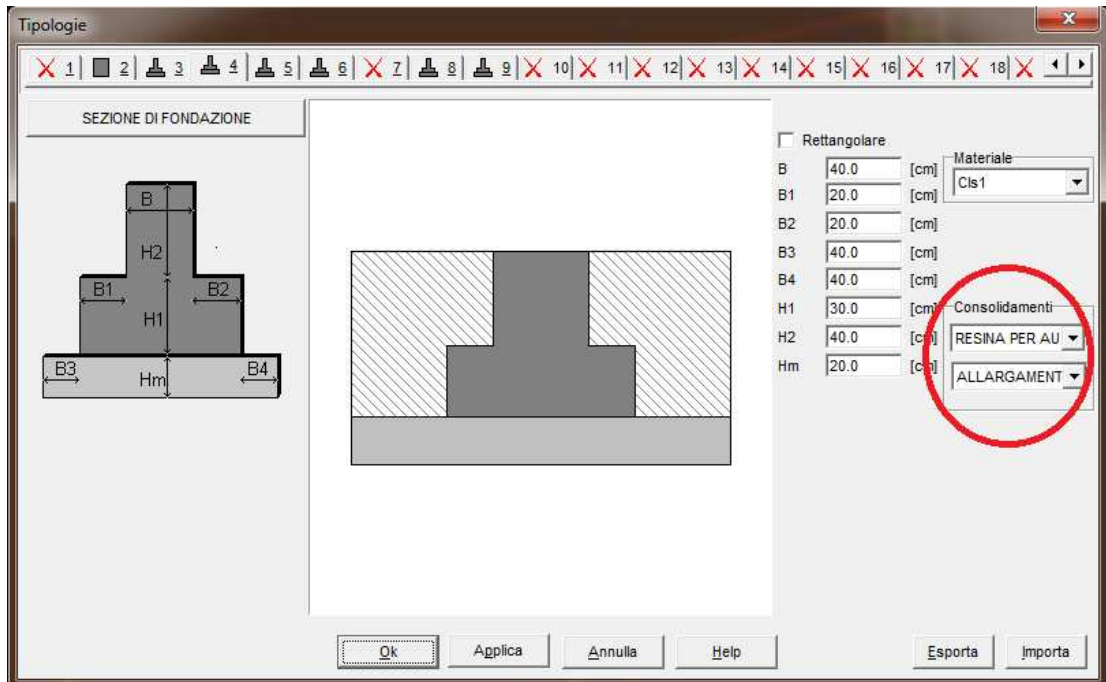 Tipologie
1 2 3 4 5 6 7 8 9 10 11 12 13 14 15 16 17 18
SEZIONE DI FONDAZIONE
B
H2
B1 B2
H1
B3 Hm B4
Rettangolare
B 40.0 [cm]
B1 20.0 [cm]
B2 20.0 [cm]
B3 40.0 [cm]
B4 40.0 [cm]
H1 30.0 [cm]
H2 40.0 [cm]
Hm 20.0 [cm]
Materiale
Cls1
Consolidamenti
RESINA PER AU
ALLARGAMENT
Ok Applica Annulla Help Esporta Importa